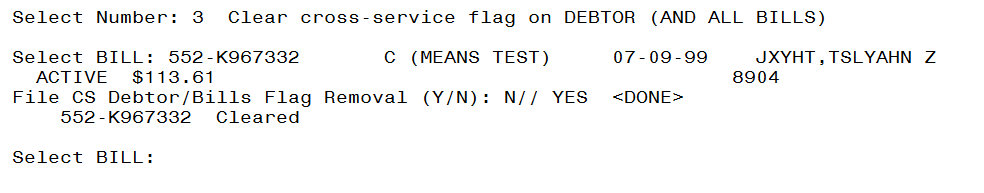 Select Number: 3  Clear cross-service flag on DEBTOR (AND ALL BILLS)
Select BILL: 552-K967332       C (MEANS TEST)     07-09-99    JXYHT,TSLYAHN Z
  ACTIVE  $113.61                                           8904
File CS Debtor/Bills Flag Removal (Y/N): N// YES  <DONE>
    552-K967332  Cleared
Select BILL: